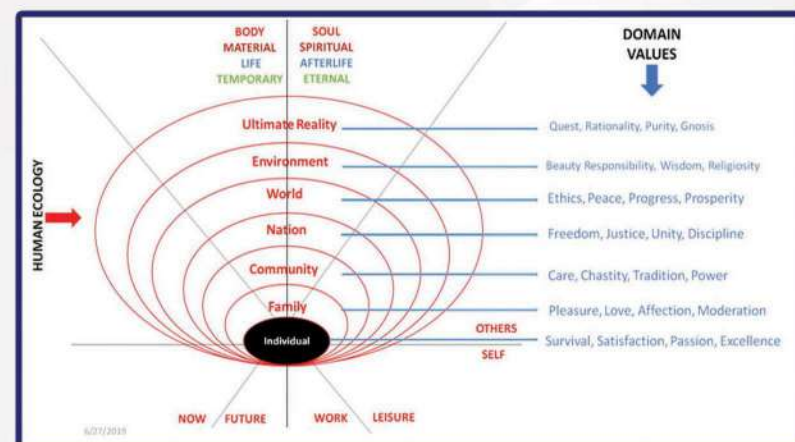 BODY
MATERIAL
LIFE
TEMPORARY
SOUL
SPIRITUAL
AFTERLIFE
ETERNAL
DOMAIN
VALUES
HUMAN ECOLOGY
Ultimate Reality
Quest, Rationality, Purity, Gnosis
Environment
Beauty Responsibility, Wisdom, Religiosity
World
Ethics, Peace, Progress, Prosperity
Nation
Freedom, Justice, Unity, Discipline
Community
Care, Chastity, Tradition, Power
Family
Pleasure, Love, Affection, Moderation
Individual
OTHERS
SELF
Survival, Satisfaction, Passion, Excellence
NOW
FUTURE
WORK
LEISURE
6/27/2019